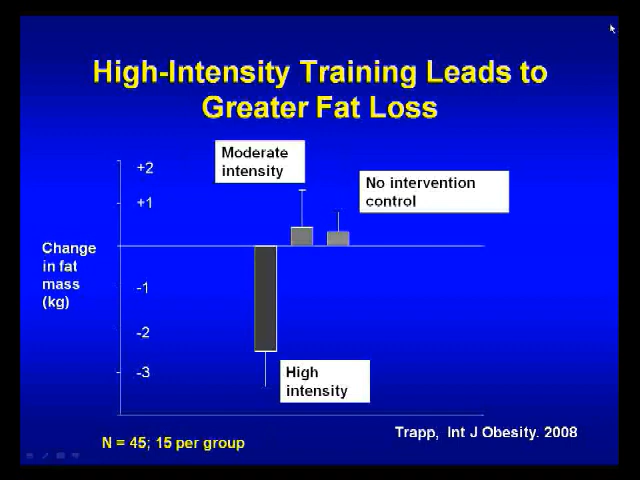 High-Intensity Training Leads to
Greater Fat Loss
Moderate
intensity
No intervention
control
+2
+1
Change
in fat
mass
(kg)
-1
-2
-3
High
intensity
Trapp, Int J Obesity. 2008
N = 45; 15 per group